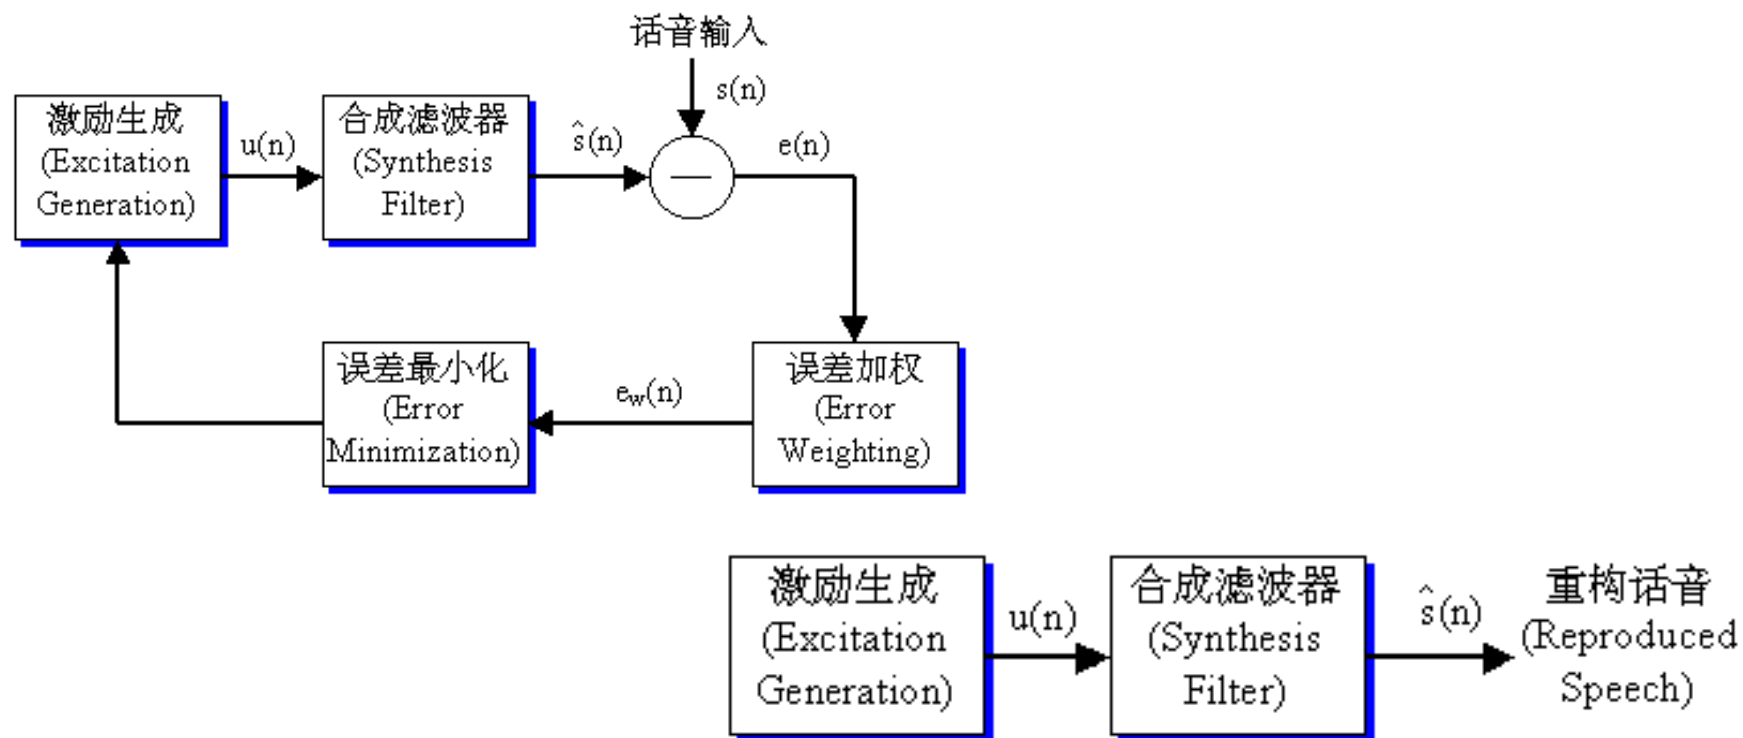 话音输入
s(n)
激励生成
(Excitation
Generation)
u(n)
合成滤波器
(Synthesis
Filter)
ŝ(n)
—
e(n)
误差最小化
(Error
Minimization)
e_w(n)
误差加权
(Error
Weighting)
激励生成
(Excitation
Generation)
u(n)
合成滤波器
(Synthesis
Filter)
ŝ(n)
重构话音
(Reproduced
Speech)